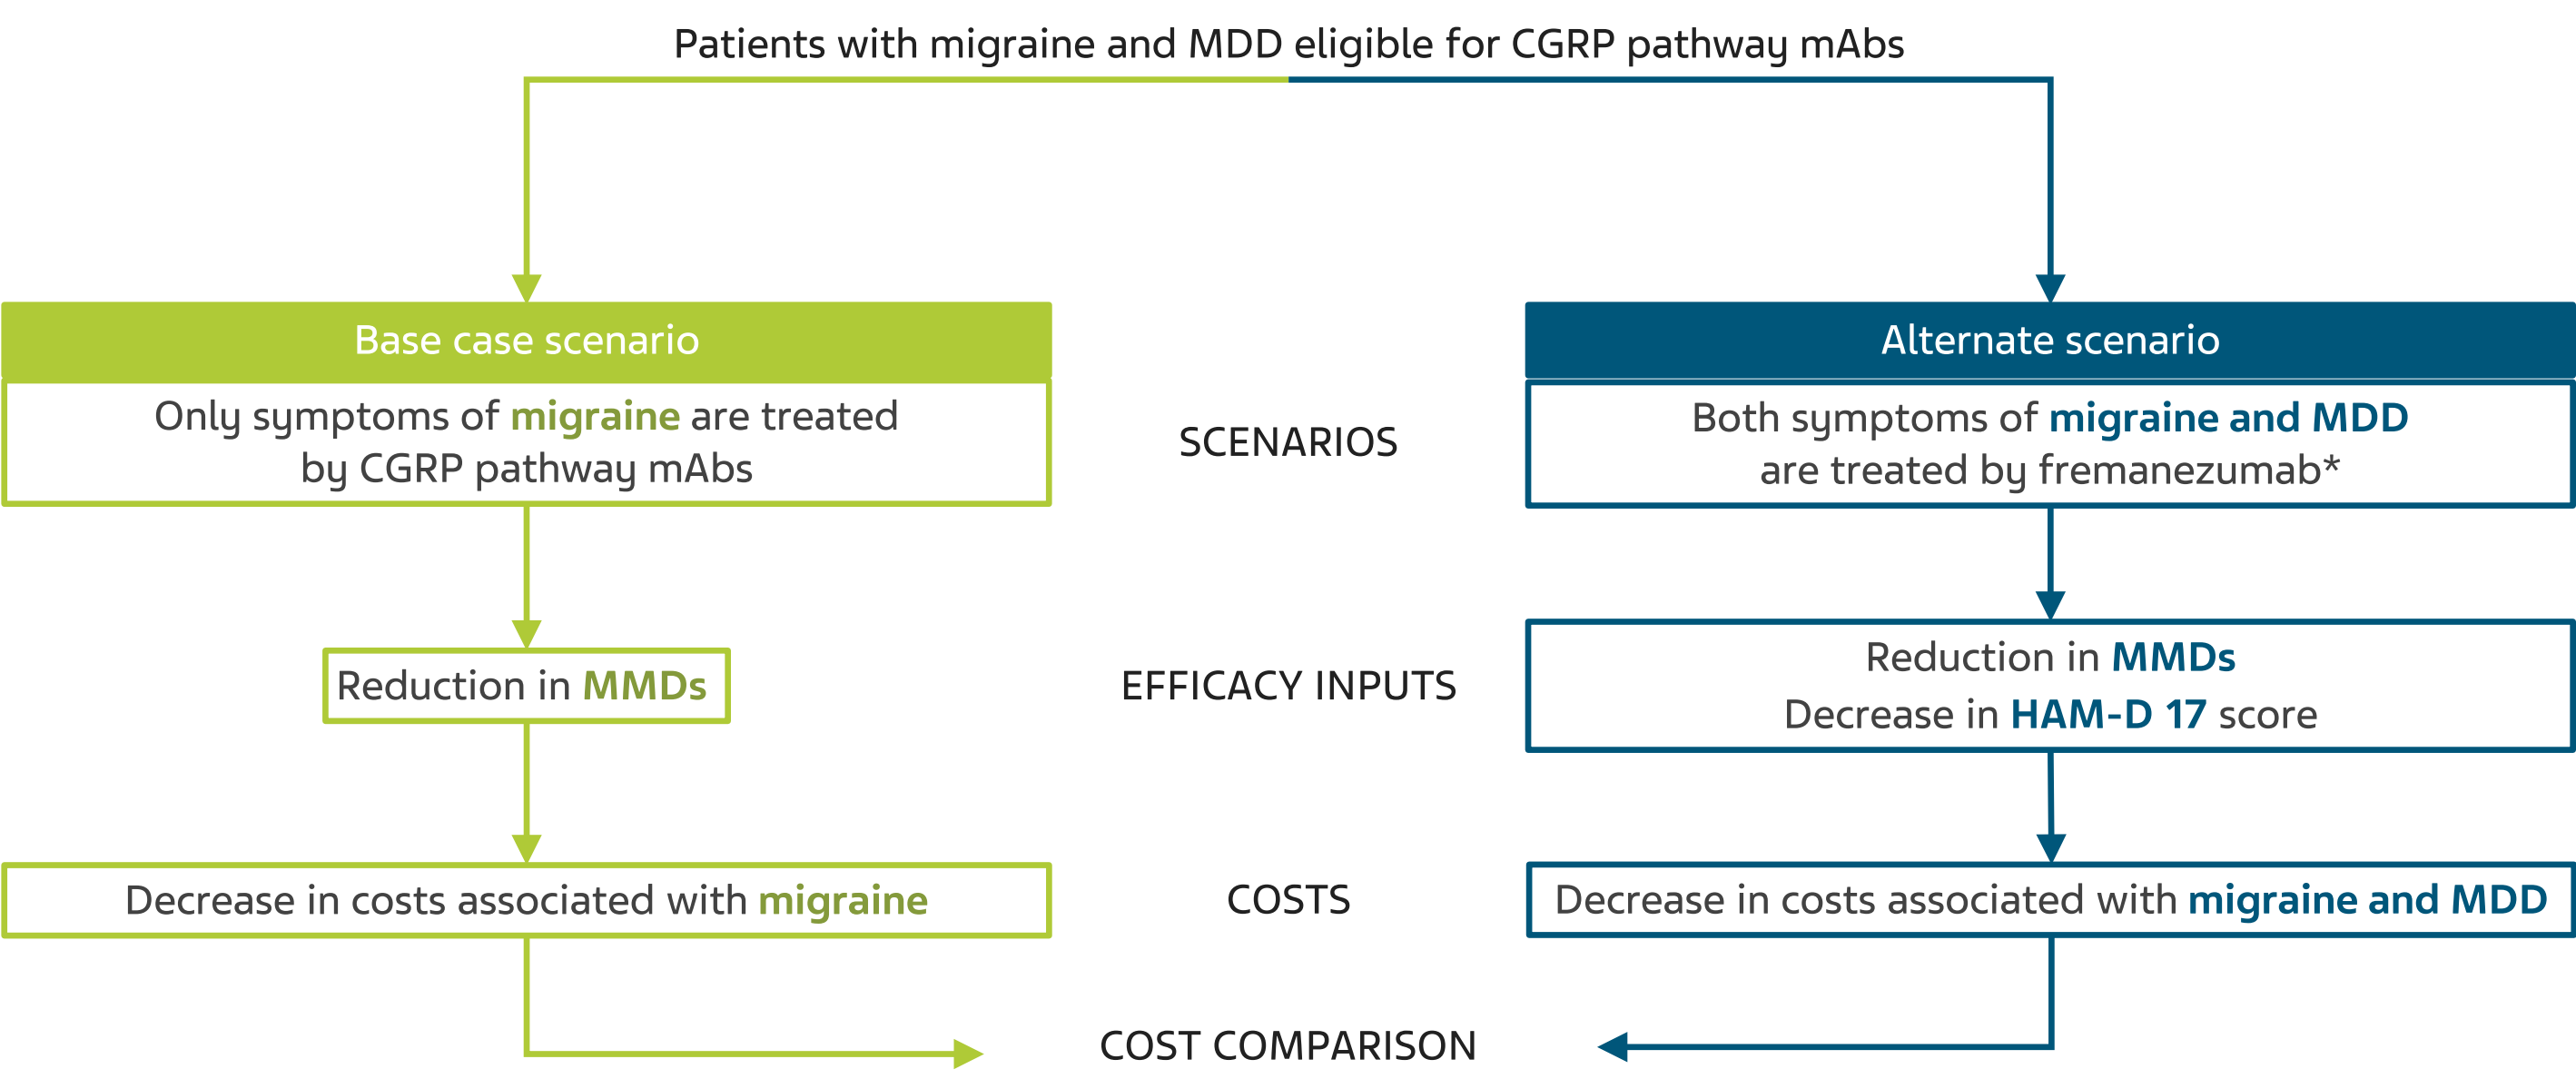 Patients with migraine and MDD eligible for CGRP pathway mAbs
Base case scenario
Alternate scenario
Only symptoms of migraine are treated
by CGRP pathway mAbs
SCENARIOS
Both symptoms of migraine and MDD
are treated by fremanezumab*
Reduction in MMDs
EFFICACY INPUTS
Reduction in MMDs
Decrease in HAM-D 17 score
Decrease in costs associated with migraine
COSTS
Decrease in costs associated with migraine and MDD
COST COMPARISON